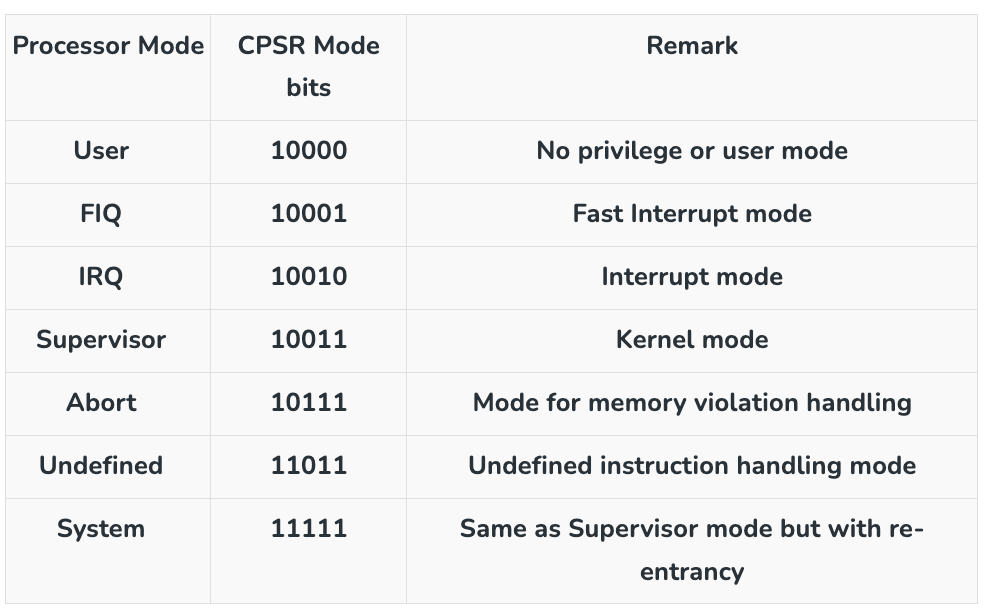 Processor Mode CPSR Mode Remark
bits
User 10000 No privilege or user mode
FIQ 10001 Fast Interrupt mode
IRQ 10010 Interrupt mode
Supervisor 10011 Kernel mode
Abort 10111 Mode for memory violation handling
Undefined 11011 Undefined instruction handling mode
System 11111 Same as Supervisor mode but with re-
entrancy